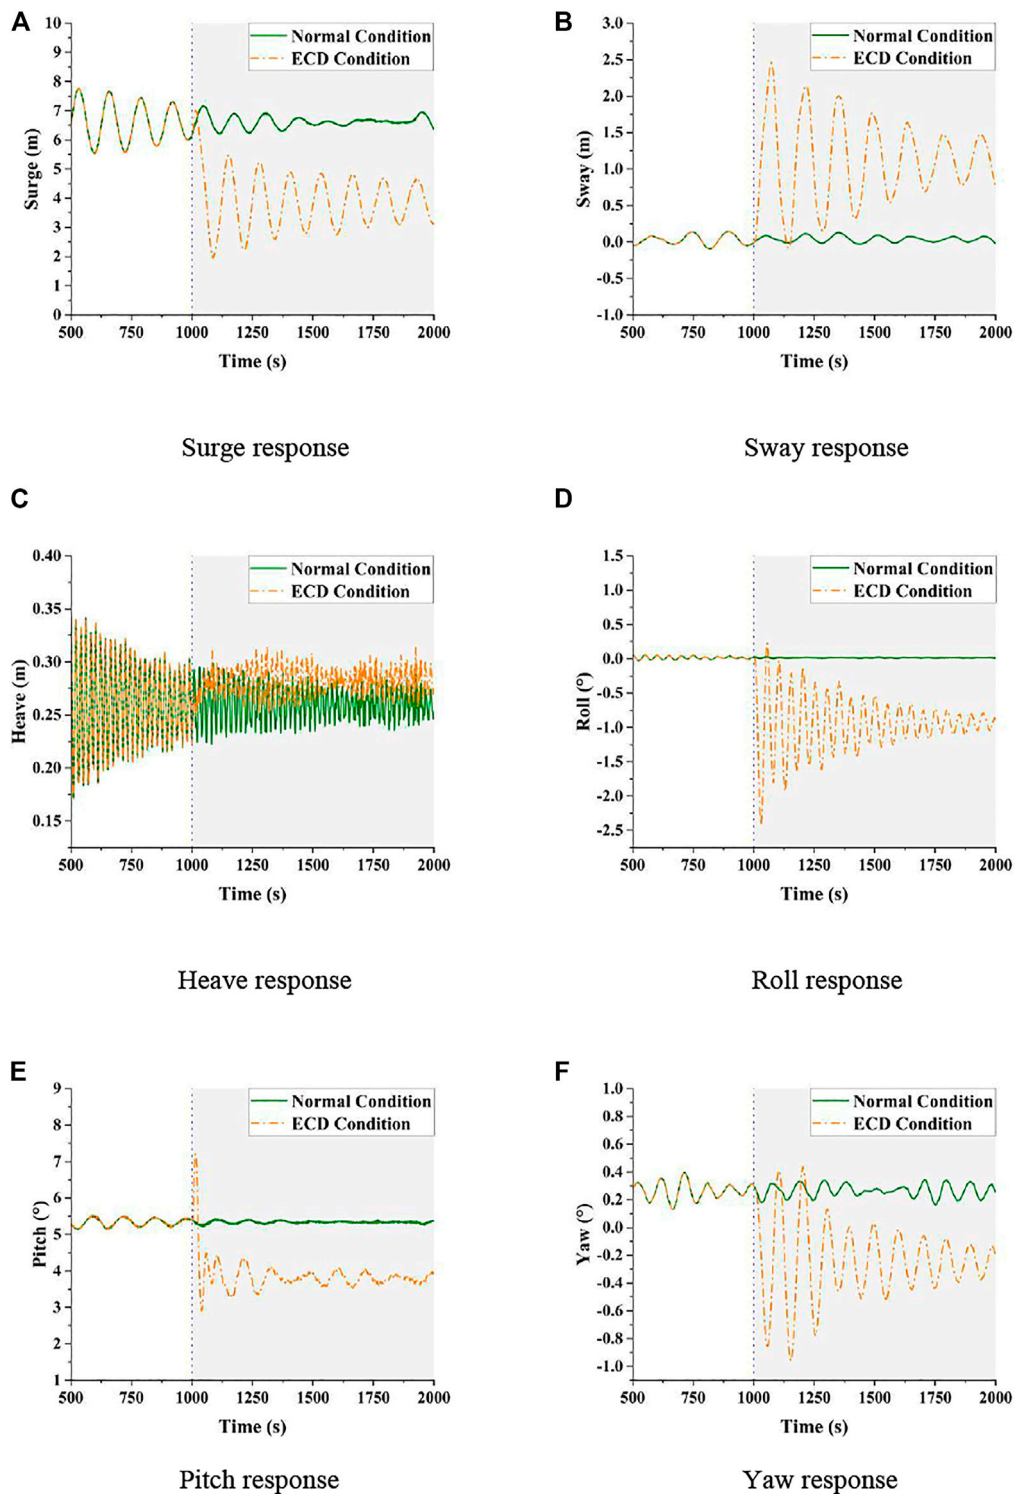 A
Normal Condition
ECD Condition
10
9
8
7
6
5
4
3
2
1
0
Surge (m)
500 750 1000 1250 1500 1750 2000
Time (s)
Surge response
B
Normal Condition
ECD Condition
3.0
2.5
2.0
1.5
1.0
0.5
0.0
-0.5
-1.0
Sway (m)
500 750 1000 1250 1500 1750 2000
Time (s)
Sway response
C
Normal Condition
ECD Condition
0.40
0.35
0.30
0.25
0.20
0.15
Heave (m)
500 750 1000 1250 1500 1750 2000
Time (s)
Heave response
D
Normal Condition
ECD Condition
1.5
1.0
0.5
0.0
-0.5
-1.0
-1.5
-2.0
-2.5
Roll (°)
500 750 1000 1250 1500 1750 2000
Time (s)
Roll response
E
Normal Condition
ECD Condition
9
8
7
6
5
4
3
2
1
Pitch (°)
500 750 1000 1250 1500 1750 2000
Time (s)
Pitch response
F
Normal Condition
ECD Condition
1.0
0.8
0.6
0.4
0.2
0.0
-0.2
-0.4
-0.6
-0.8
-1.0
Yaw (°)
500 750 1000 1250 1500 1750 2000
Time (s)
Yaw response